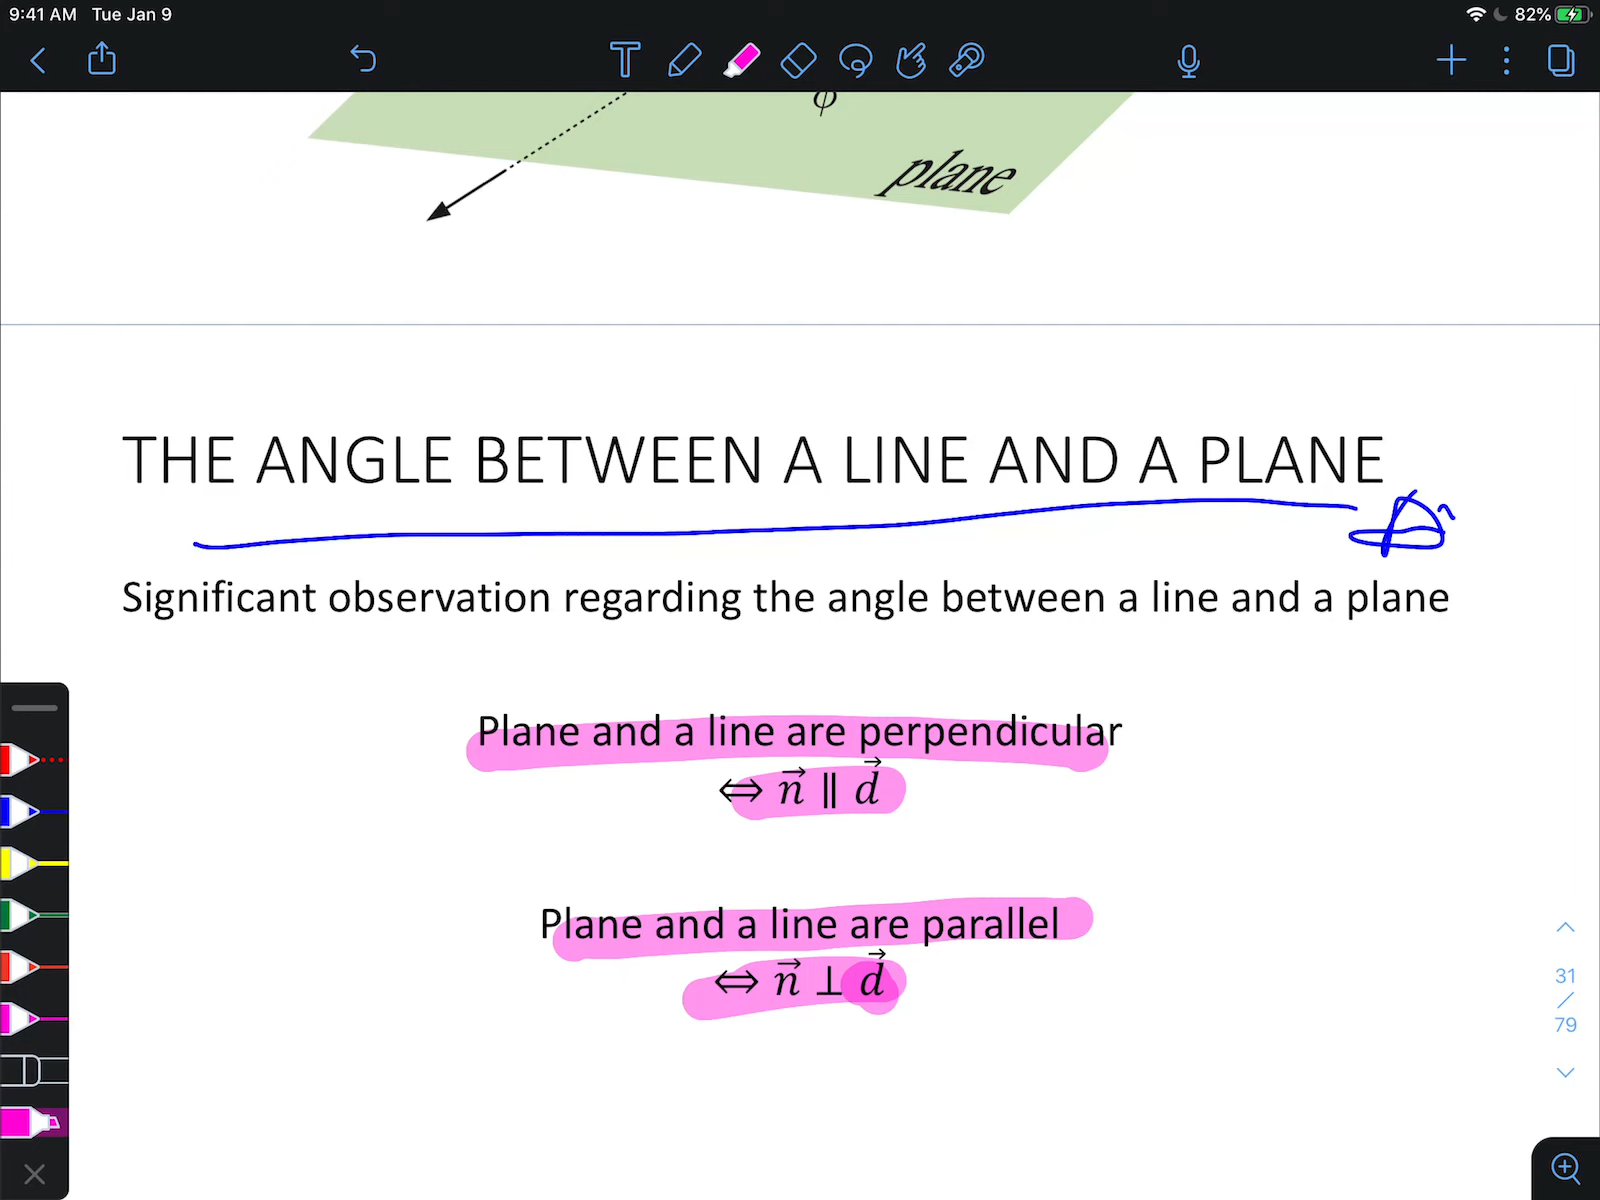 9:41 AM Tue Jan 9 82%
ϕ
plane
THE ANGLE BETWEEN A LINE AND A PLANE
Significant observation regarding the angle between a line and a plane
Plane and a line are perpendicular
⟺ n⃗ ∥ d⃗
Plane and a line are parallel
⟺ n⃗ ⊥ d⃗
31
/
79